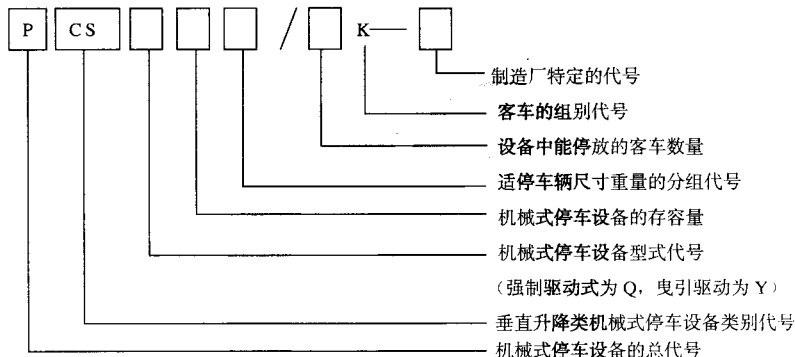 P CS / K—
制造厂特定的代号
客车的组别代号
设备中能停放的客车数量
适停车辆尺寸重量的分组代号
机械式停车设备的存容量
机械式停车设备型式代号
（强制驱动式为 Q，曳引驱动为 Y）
垂直升降类机械式停车设备类别代号
机械式停车设备的总代号